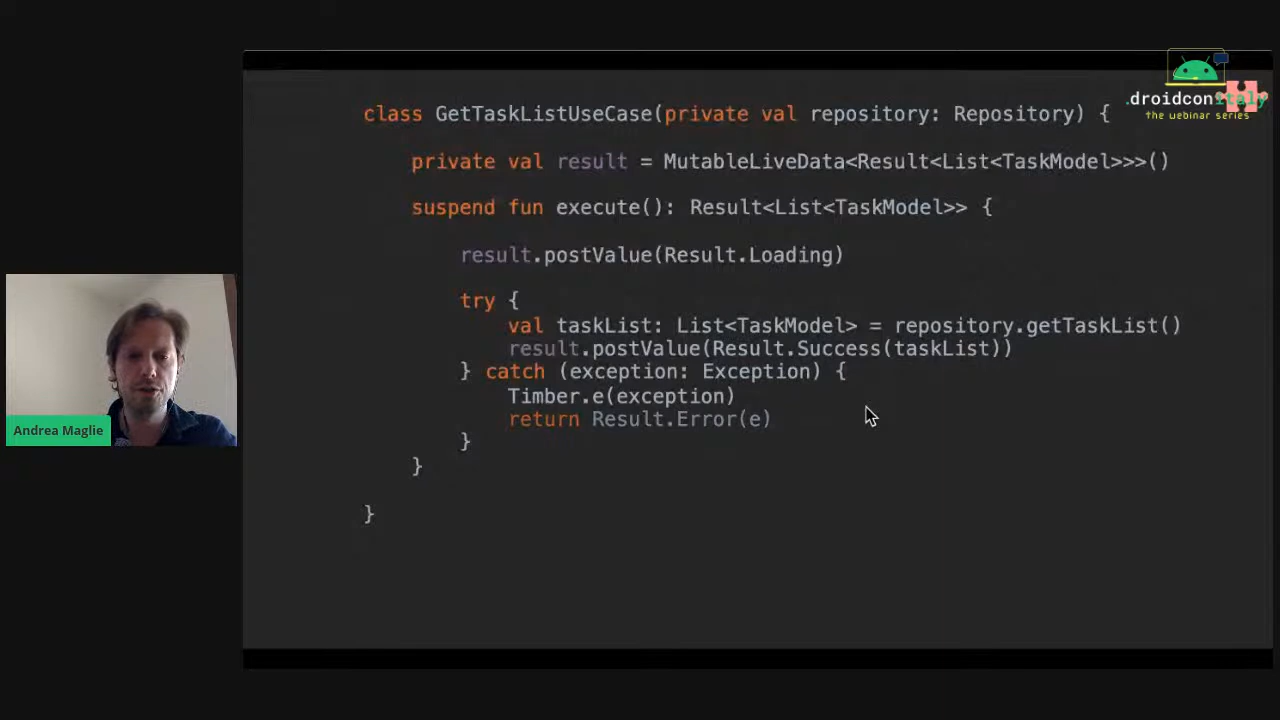 .droidconitaly
the webinar series
class GetTaskListUseCase(private val repository: Repository) {
private val result = MutableLiveData<Result<List<TaskModel>>>()
suspend fun execute(): Result<List<TaskModel>> {
result.postValue(Result.Loading)
try {
val taskList: List<TaskModel> = repository.getTaskList()
result.postValue(Result.Success(taskList))
} catch (exception: Exception) {
Timber.e(exception)
return Result.Error(e)
}
}
}
Andrea Maglie